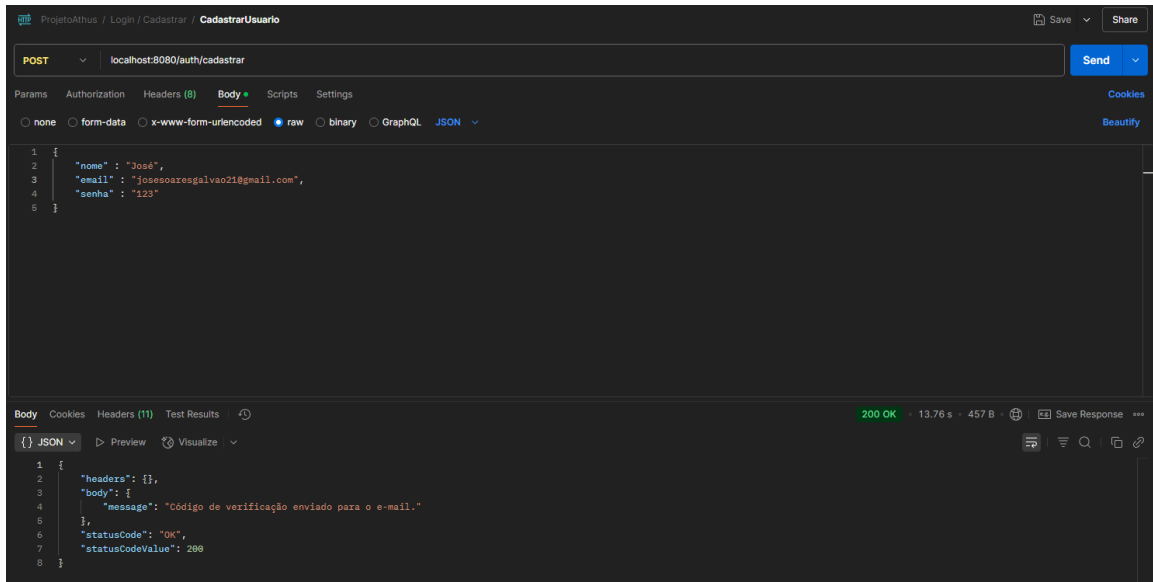 HTTP ProjetoAthus / Login / Cadastrar / CadastrarUsuario Save Share
POST localhost:8080/auth/cadastrar Send
Params Authorization Headers (8) Body Scripts Settings Cookies
none form-data x-www-form-urlencoded raw binary GraphQL JSON Beautify
1 {
2 "nome" : "José",
3 "email" : "josesoaresgalvao21@gmail.com",
4 "senha" : "123"
5 }
Body Cookies Headers (11) Test Results 200 OK • 13.76 s • 457 B • e.g. Save Response
{} JSON Preview Visualize
1 {
2 "headers": {},
3 "body": {
4 "message": "Código de verificação enviado para o e-mail."
5 },
6 "statusCode": "OK",
7 "statusCodeValue": 200
8 }